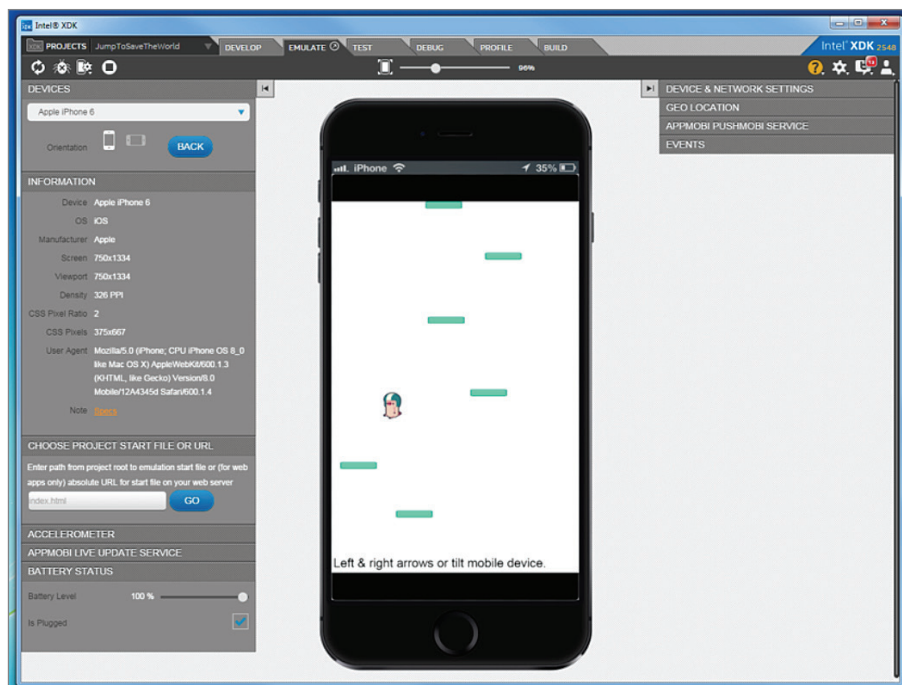 Intel® XDK
XDK PROJECTS JumpToSaveTheWorld DEVELOP EMULATE TEST DEBUG PROFILE BUILD Intel® XDK 2548
96%
DEVICES
Apple iPhone 6
Orientation BACK
INFORMATION
Device Apple iPhone 6
OS iOS
Manufacturer Apple
Screen 750x1334
Viewport 750x1334
Density 326 PPI
CSS Pixel Ratio 2
CSS Pixels 375x667
User Agent Mozilla/5.0 (iPhone; CPU iPhone OS 8_0
like Mac OS X) AppleWebKit/600.1.3
(KHTML, like Gecko) Version/8.0
Mobile/12A4345d Safari/600.1.4
Note Specs
CHOOSE PROJECT START FILE OR URL
Enter path from project root to emulation start file or (for web
apps only) absolute URL for start file on your web server
index.html GO
ACCELEROMETER
APPMOBI LIVE UPDATE SERVICE
BATTERY STATUS
Battery Level 100 %
Is Plugged
iPhone 35%
Left & right arrows or tilt mobile device.
DEVICE & NETWORK SETTINGS
GEO LOCATION
APPMOBI PUSHMOBI SERVICE
EVENTS